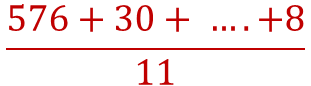 576 + 30 + .... +8
11